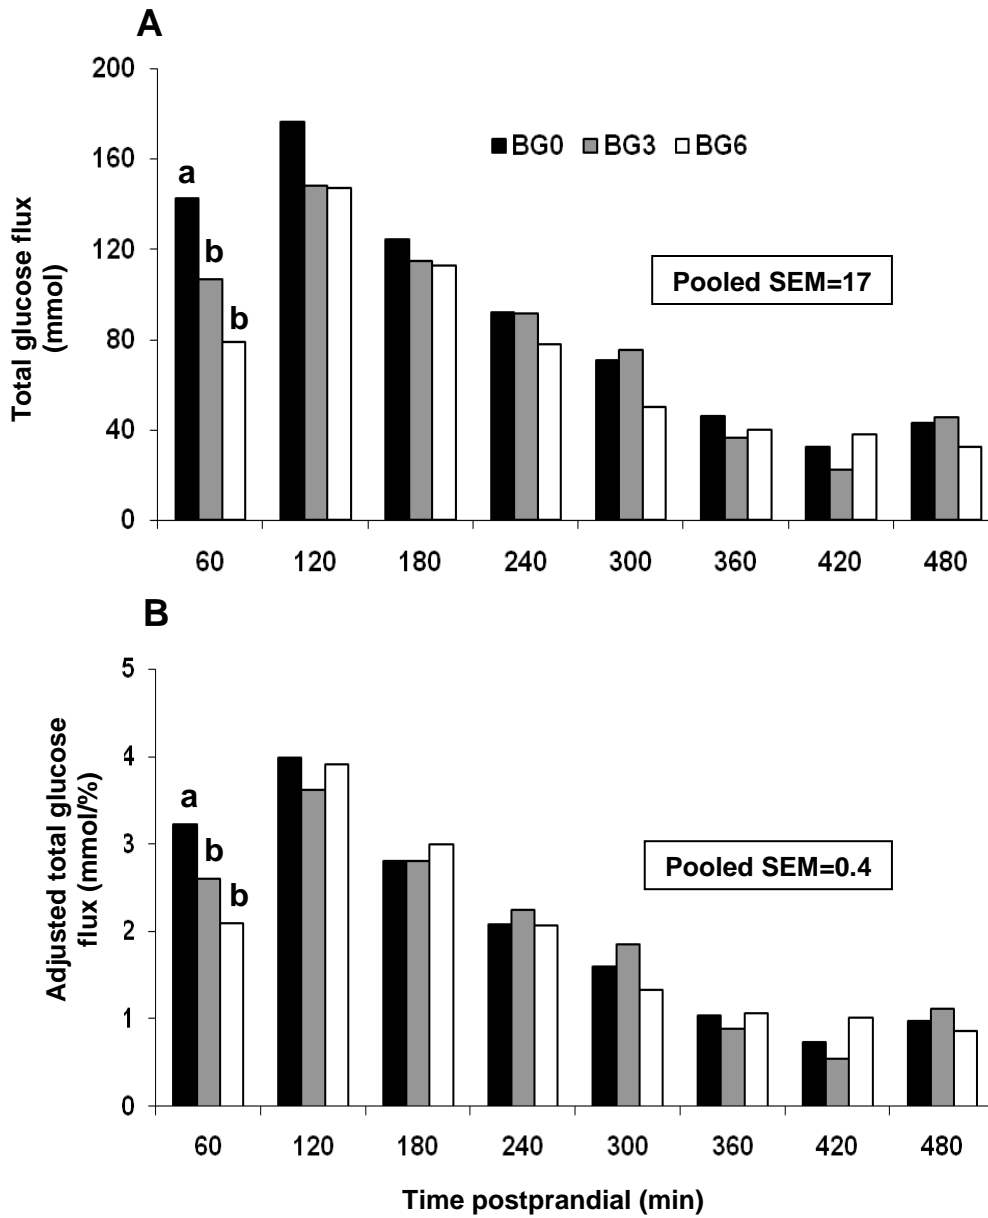 A
200
160
120
80
40
0
Total glucose flux
(mmol)
BG0 BG3 BG6
a
b
b
Pooled SEM=17
60 120 180 240 300 360 420 480
B
5
4
3
2
1
0
Adjusted total glucose
flux (mmol/%)
a
b
b
Pooled SEM=0.4
60 120 180 240 300 360 420 480
Time postprandial (min)